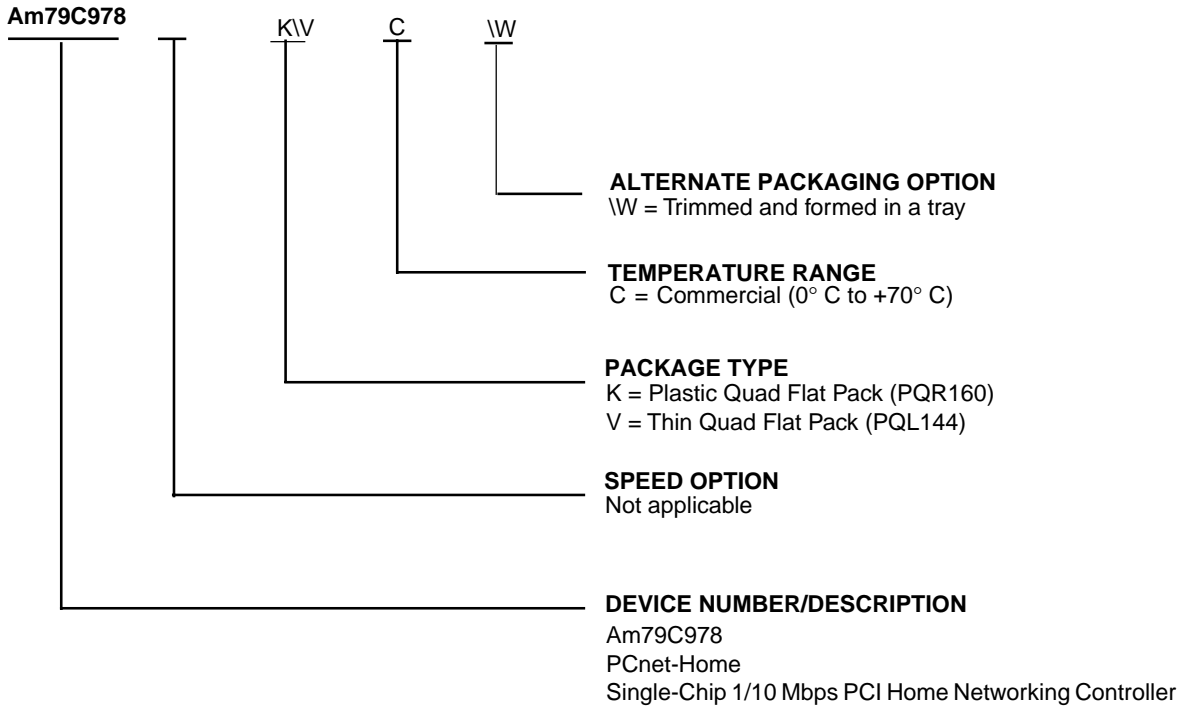 Am79C978
K\V
C
\W
ALTERNATE PACKAGING OPTION
\W = Trimmed and formed in a tray
TEMPERATURE RANGE
C = Commercial (0° C to +70° C)
PACKAGE TYPE
K = Plastic Quad Flat Pack (PQR160)
V = Thin Quad Flat Pack (PQL144)
SPEED OPTION
Not applicable
DEVICE NUMBER/DESCRIPTION
Am79C978
PCnet-Home
Single-Chip 1/10 Mbps PCI Home Networking Controller